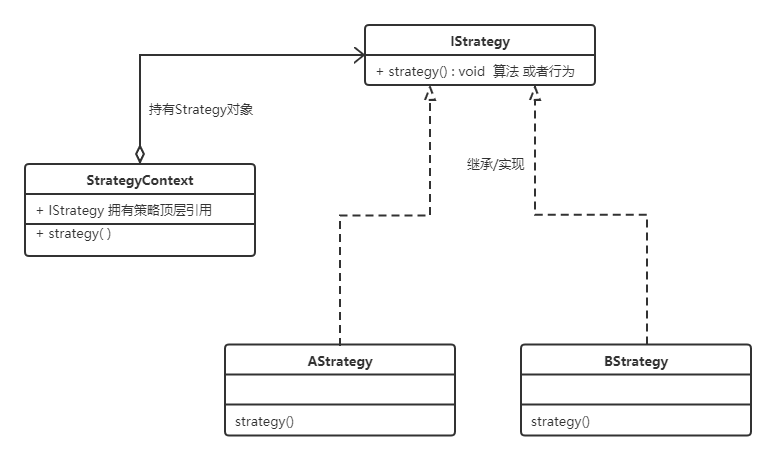 IStrategy
+ strategy() : void 算法 或者行为
持有Strategy对象
继承/实现
StrategyContext
+ IStrategy 拥有策略顶层引用
+ strategy( )
AStrategy
strategy()
BStrategy
strategy()